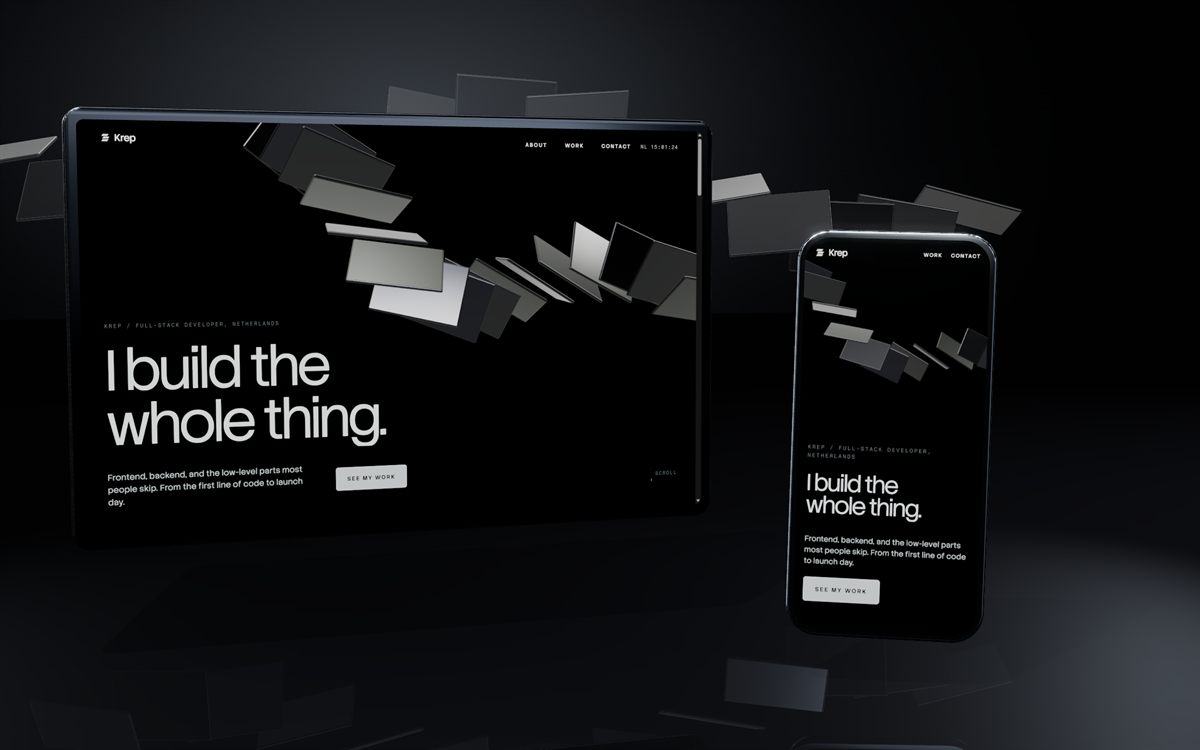 Krep
ABOUT WORK CONTACT NL 15:01:24
KREP / FULL-STACK DEVELOPER, NETHERLANDS
I build the
whole thing.
Frontend, backend, and the low-level parts most
people skip. From the first line of code to launch
day.
SEE MY WORK
SCROLL
Krep
WORK CONTACT
KREP / FULL-STACK DEVELOPER,
NETHERLANDS
I build the
whole thing.
Frontend, backend, and the low-level parts
most people skip. From the first line of code
to launch day.
SEE MY WORK